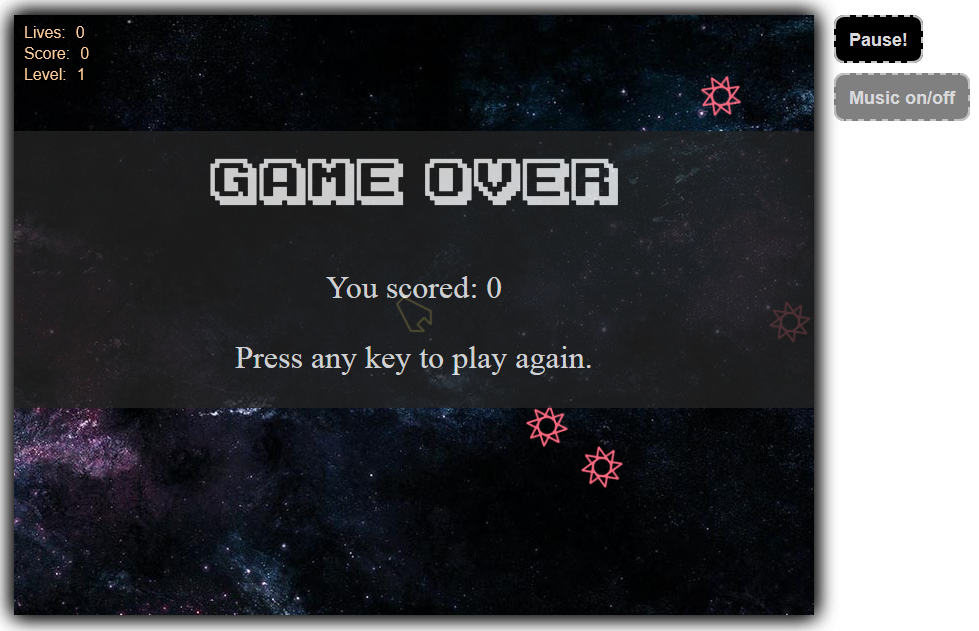 Lives: 0
Score: 0
Level: 1
Pause!
Music on/off
GAME OVER
You scored: 0
Press any key to play again.